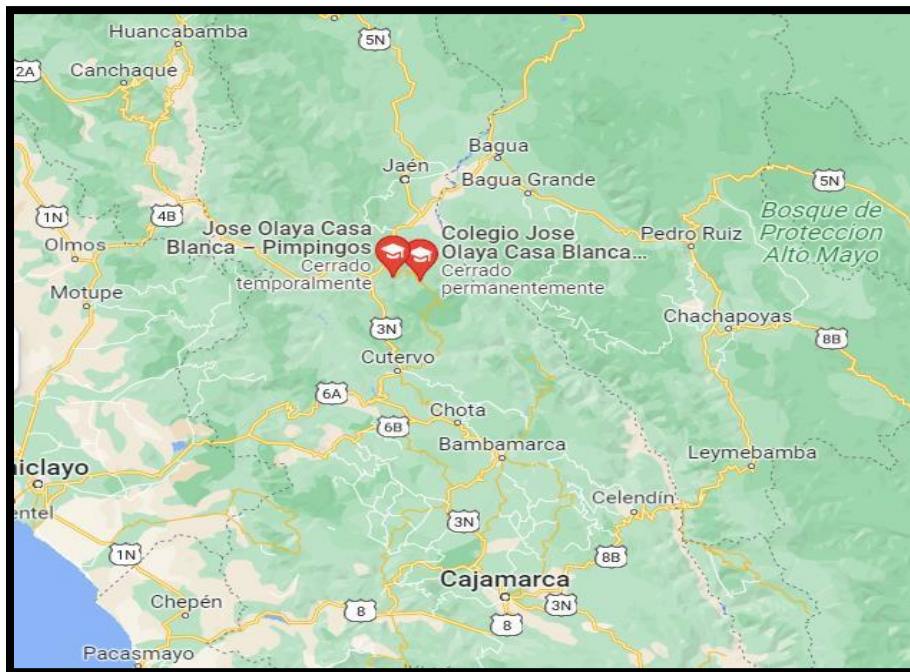 Huancabamba
5N
2A
Canchaque
Bagua
Jaén
Bagua Grande
5N
1N
4B
Jose Olaya Casa
Blanca – Pimpingos
Cerrado
temporalmente
Colegio Jose
Olaya Casa Blanca...
Cerrado
permanentemente
Bosque de
Proteccion
Alto Mayo
Olmos
Pedro Ruiz
Motupe
3N
Chachapoyas
8B
Cutervo
6A
Chota
6B
Bambamarca
Leymebamba
niclayo
entel
Celendín
3N
1N
8B
Cajamarca
Chepén
8
3N
8
Pacasmayo